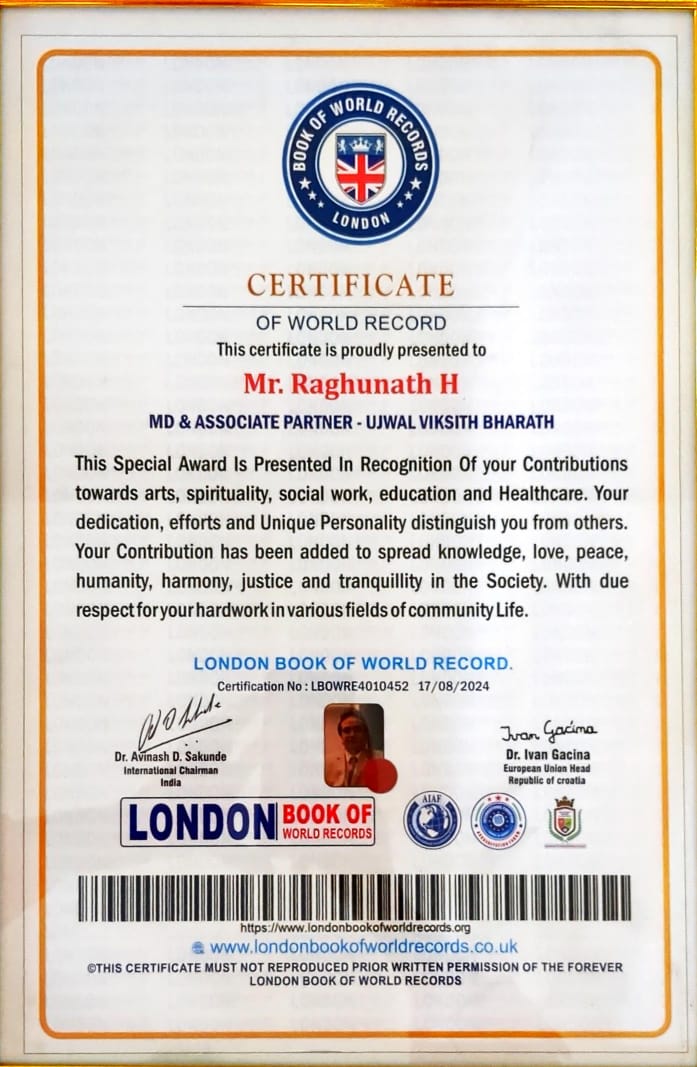 BOOK OF WORLD RECORDS
LONDON
CERTIFICATE
OF WORLD RECORD
This certificate is proudly presented to
Mr. Raghunath H
MD & ASSOCIATE PARTNER - UJWAL VIKSITH BHARATH
This Special Award Is Presented In Recognition Of your Contributions
towards arts, spirituality, social work, education and Healthcare. Your
dedication, efforts and Unique Personality distinguish you from others.
Your Contribution has been added to spread knowledge, love, peace,
humanity, harmony, justice and tranquillity in the Society. With due
respect for your hardwork in various fields of community Life.
LONDON BOOK OF WORLD RECORD.
Certification No : LBOWRE4010452 17/08/2024
Ivan Gacina
Dr. Avinash D. Sakunde
International Chairman
India
Dr. Ivan Gacina
European Union Head
Republic of croatia
LONDON BOOK OF
WORLD RECORDS
AIAF
https://www.londonbookofworldrecords.org
www.londonbookofworldrecords.co.uk
©THIS CERTIFICATE MUST NOT REPRODUCED PRIOR WRITTEN PERMISSION OF THE FOREVER
LONDON BOOK OF WORLD RECORDS